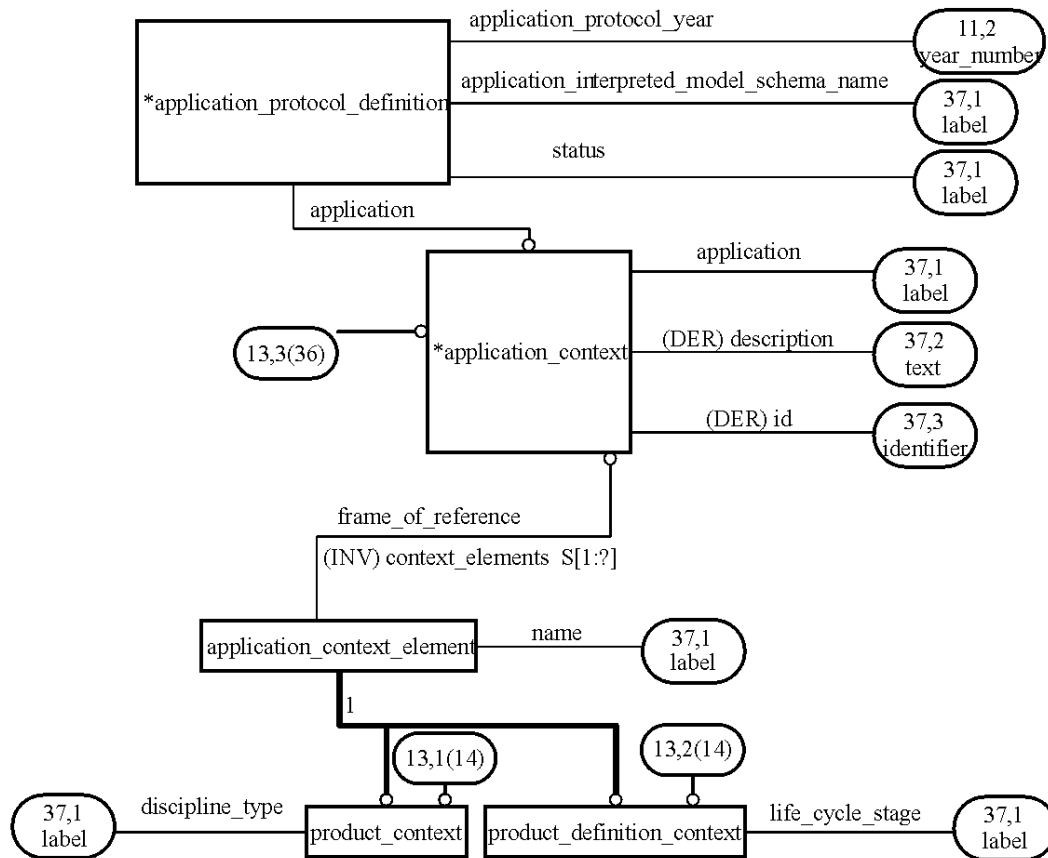 application_protocol_year
11,2
year_number
*application_protocol_definition
application_interpreted_model_schema_name
37,1
label
status
37,1
label
application
application
37,1
label
13,3(36)
*application_context
(DER) description
37,2
text
(DER) id
37,3
identifier
frame_of_reference
(INV) context_elements S[1:?]
application_context_element
name
37,1
label
1
13,1(14)
13,2(14)
37,1
label
discipline_type
product_context
product_definition_context
life_cycle_stage
37,1
label